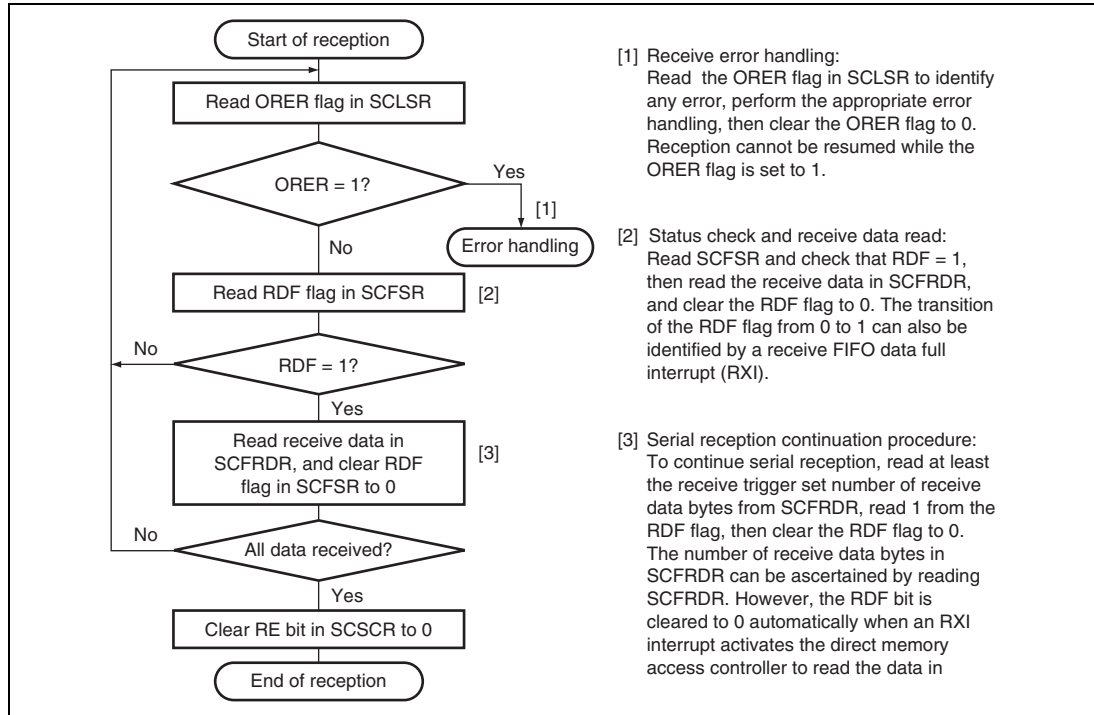 Start of reception
Read ORER flag in SCLSR
ORER = 1?
Yes
[1]
Error handling
No
Read RDF flag in SCFSR
[2]
No
RDF = 1?
Yes
Read receive data in
SCFRDR, and clear RDF
flag in SCFSR to 0
[3]
No
All data received?
Yes
Clear RE bit in SCSCR to 0
End of reception
[1] Receive error handling:
Read the ORER flag in SCLSR to identify
any error, perform the appropriate error
handling, then clear the ORER flag to 0.
Reception cannot be resumed while the
ORER flag is set to 1.
[2] Status check and receive data read:
Read SCFSR and check that RDF = 1,
then read the receive data in SCFRDR,
and clear the RDF flag to 0. The transition
of the RDF flag from 0 to 1 can also be
identified by a receive FIFO data full
interrupt (RXI).
[3] Serial reception continuation procedure:
To continue serial reception, read at least
the receive trigger set number of receive
data bytes from SCFRDR, read 1 from the
RDF flag, then clear the RDF flag to 0.
The number of receive data bytes in
SCFRDR can be ascertained by reading
SCFRDR. However, the RDF bit is
cleared to 0 automatically when an RXI
interrupt activates the direct memory
access controller to read the data in